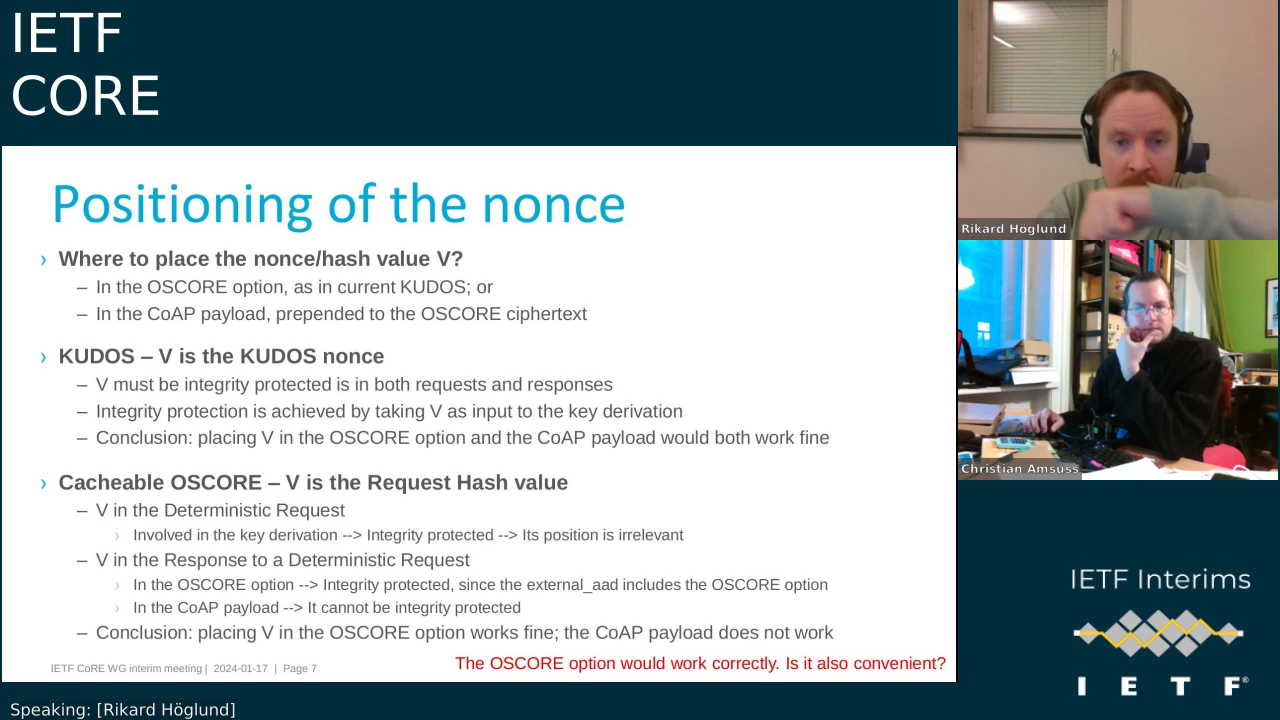 IETF
CORE
Positioning of the nonce
› Where to place the nonce/hash value V?
– In the OSCORE option, as in current KUDOS; or
– In the CoAP payload, prepended to the OSCORE ciphertext
› KUDOS – V is the KUDOS nonce
– V must be integrity protected is in both requests and responses
– Integrity protection is achieved by taking V as input to the key derivation
– Conclusion: placing V in the OSCORE option and the CoAP payload would both work fine
› Cacheable OSCORE – V is the Request Hash value
– V in the Deterministic Request
› Involved in the key derivation --> Integrity protected --> Its position is irrelevant
– V in the Response to a Deterministic Request
› In the OSCORE option --> Integrity protected, since the external_aad includes the OSCORE option
› In the CoAP payload --> It cannot be integrity protected
– Conclusion: placing V in the OSCORE option works fine; the CoAP payload does not work
The OSCORE option would work correctly. Is it also convenient?
IETF CoRE WG interim meeting | 2024-01-17 | Page 7
Speaking: [Rikard Höglund]
Rikard Hoglund
Christian Amsuss
IETF Interims
I E T F®